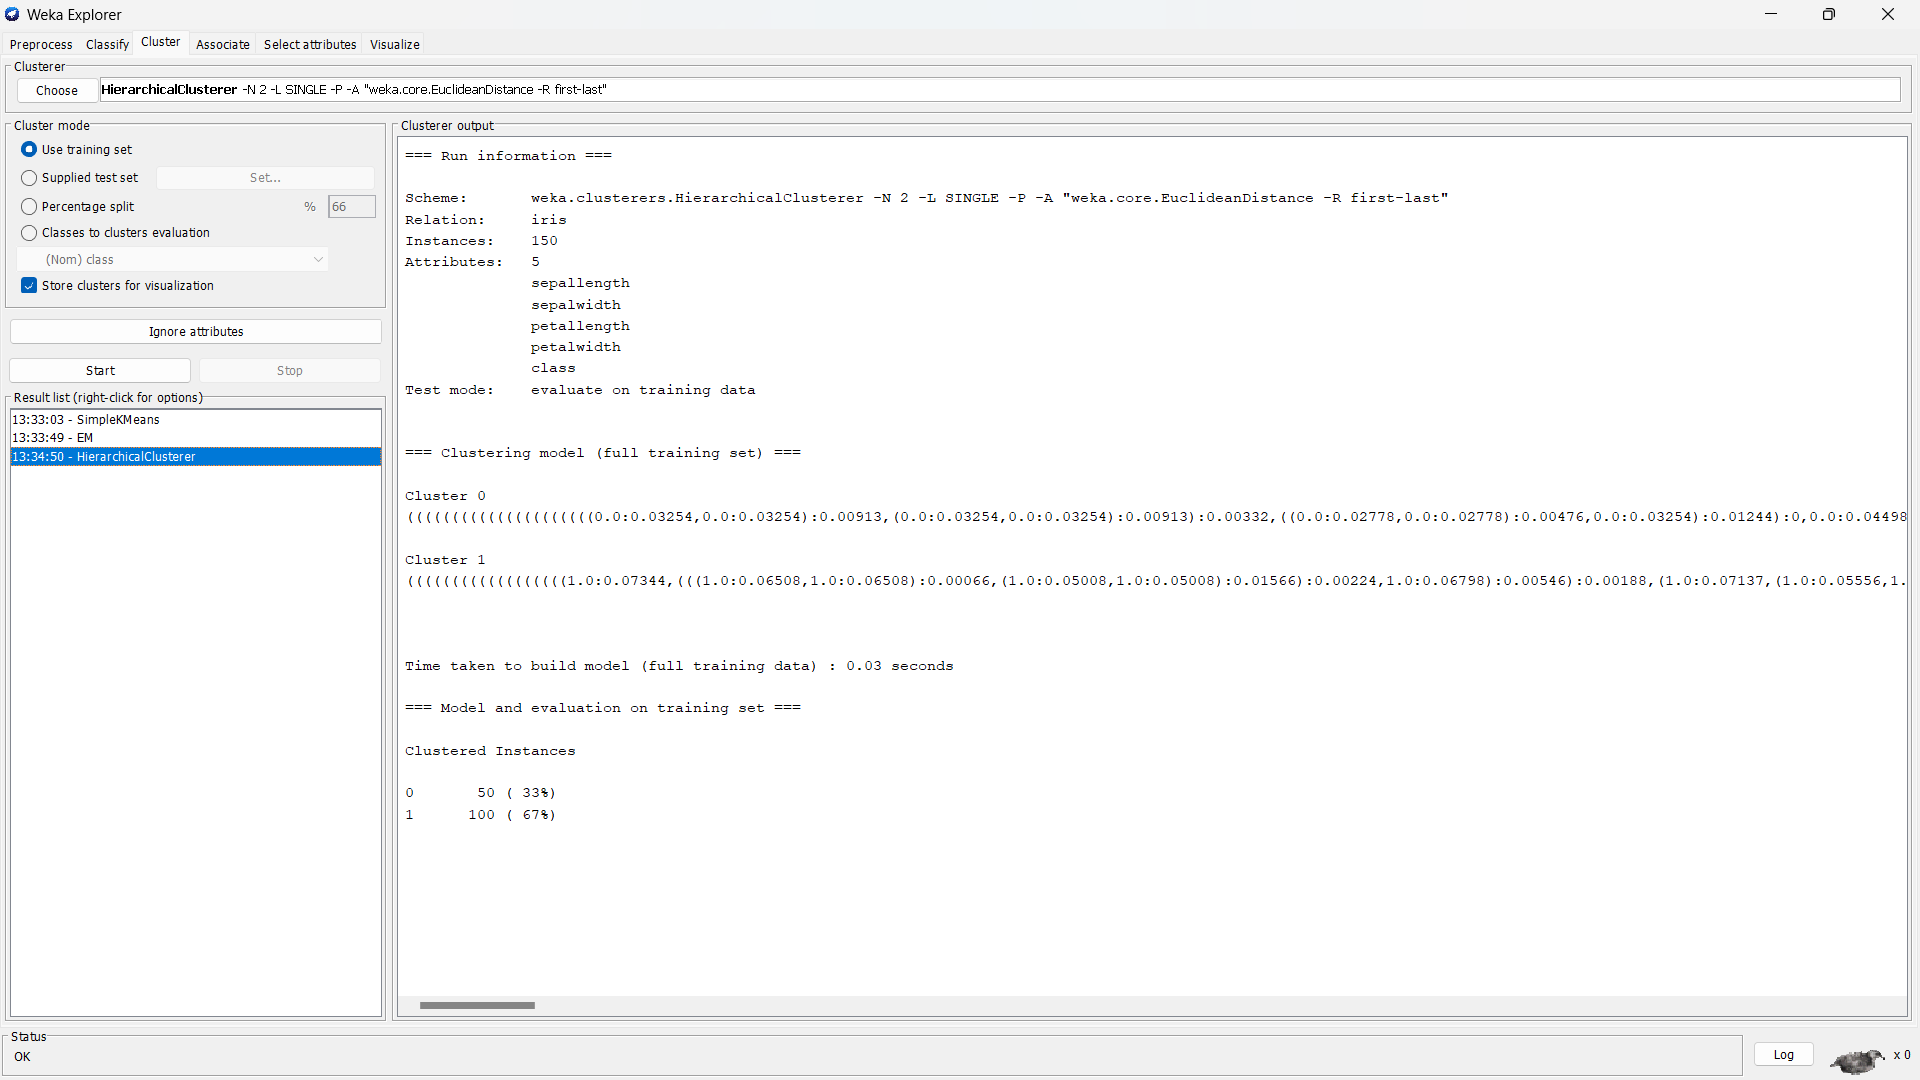 Weka Explorer
Preprocess Classify Cluster Associate Select attributes Visualize
Clusterer
Choose HierarchicalClusterer -N 2 -L SINGLE -P -A "weka.core.EuclideanDistance -R first-last"
Cluster mode
Use training set
Supplied test set Set...
Percentage split % 66
Classes to clusters evaluation
(Nom) class
Store clusters for visualization
Ignore attributes
Start Stop
Result list (right-click for options)
13:33:03 - SimpleKMeans
13:33:49 - EM
13:34:50 - HierarchicalClusterer
Clusterer output
=== Run information ===
Scheme: weka.clusterers.HierarchicalClusterer -N 2 -L SINGLE -P -A "weka.core.EuclideanDistance -R first-last"
Relation: iris
Instances: 150
Attributes: 5
sepallength
sepalwidth
petallength
petalwidth
class
Test mode: evaluate on training data
=== Clustering model (full training set) ===
Cluster 0
(((((((((((((((((((((0.0:0.03254,0.0:0.03254):0.00913,(0.0:0.03254,0.0:0.03254):0.00913):0.00332,((0.0:0.02778,0.0:0.02778):0.00476,0.0:0.03254):0.01244):0,0.0:0.04498
Cluster 1
((((((((((((((((((1.0:0.07344,(((1.0:0.06508,1.0:0.06508):0.00066,(1.0:0.05008,1.0:0.05008):0.01566):0.00224,1.0:0.06798):0.00546):0.00188,(1.0:0.07137,(1.0:0.05556,1.
Time taken to build model (full training data) : 0.03 seconds
=== Model and evaluation on training set ===
Clustered Instances
0 50 ( 33%)
1 100 ( 67%)
Status
OK
Log
x 0